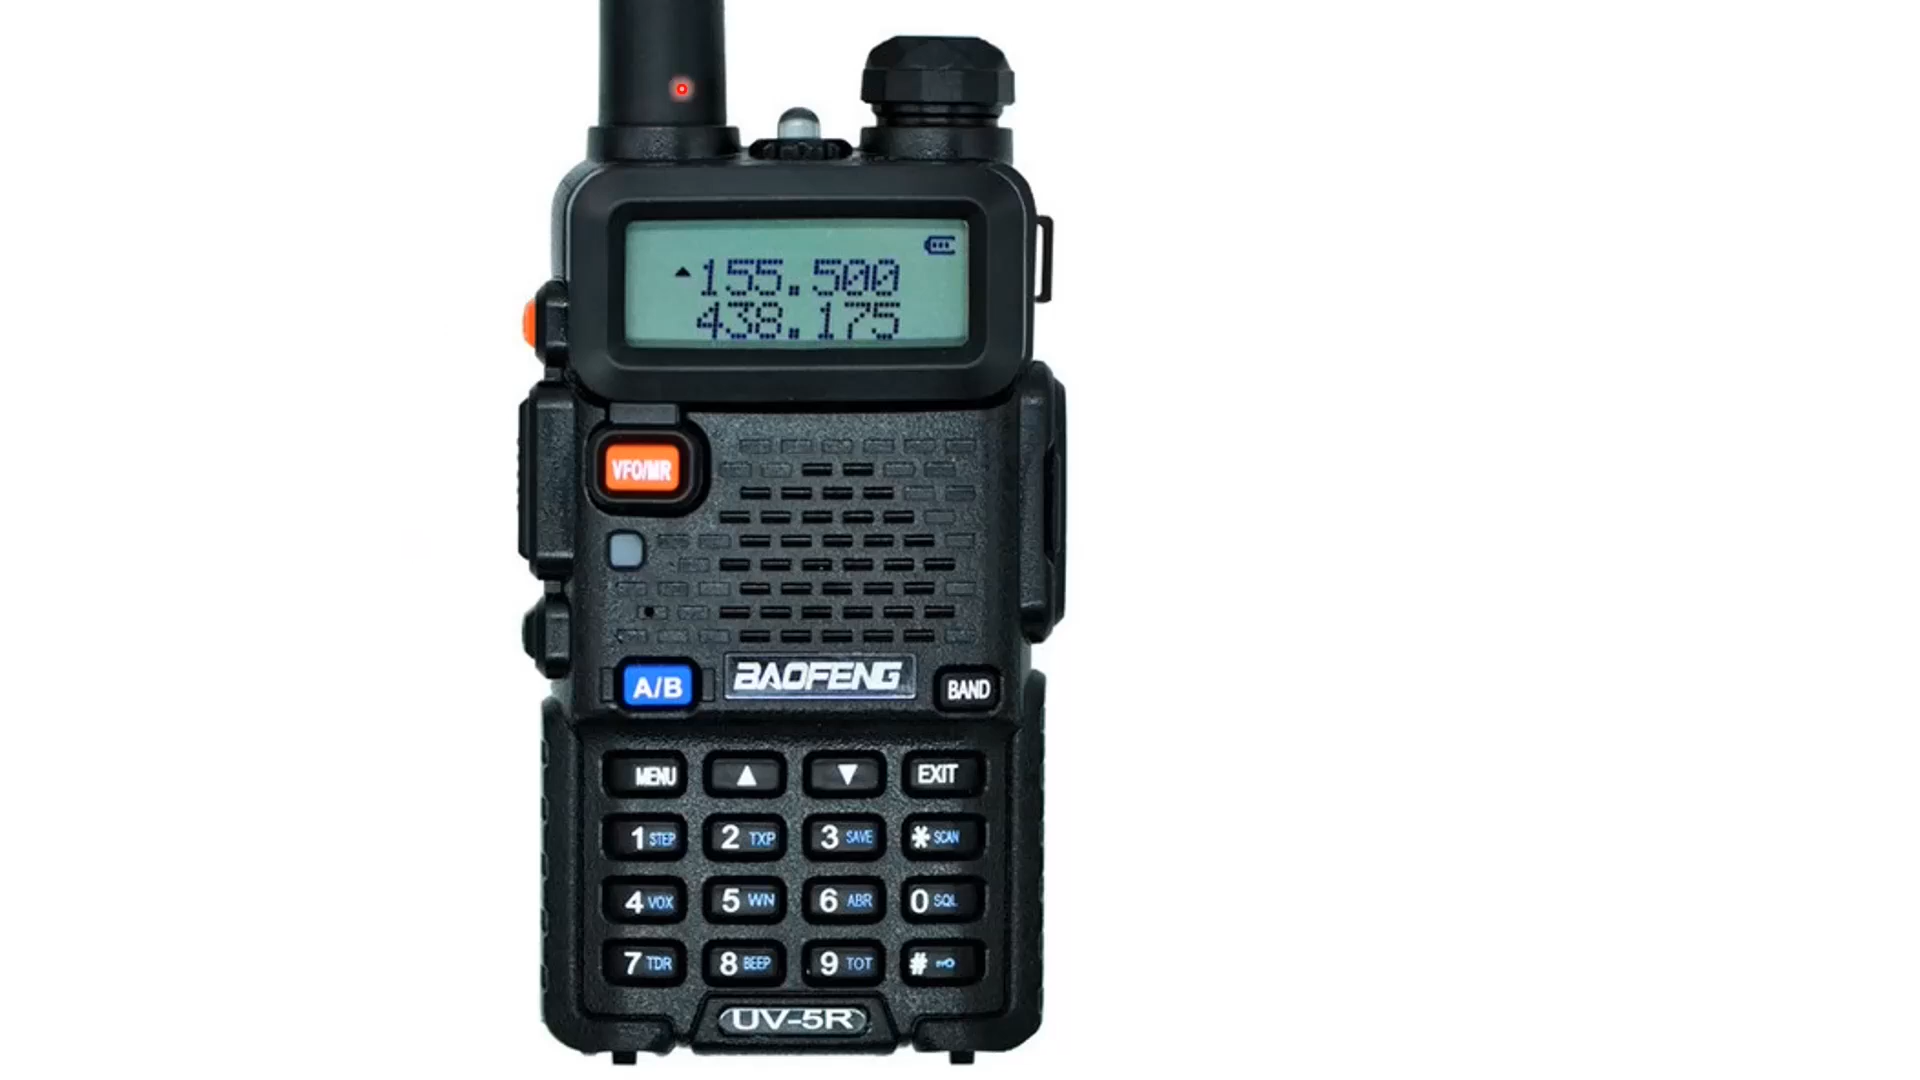 ▲155.500
438.175
VFO/MR
A/B
BAOFENG
BAND
MENU ▲ ▼ EXIT
1 STEP 2 TXP 3 SAVE * SCAN
4 VOX 5 WN 6 ABR 0 SQL
7 TDR 8 BEEP 9 TOT #
UV-5R